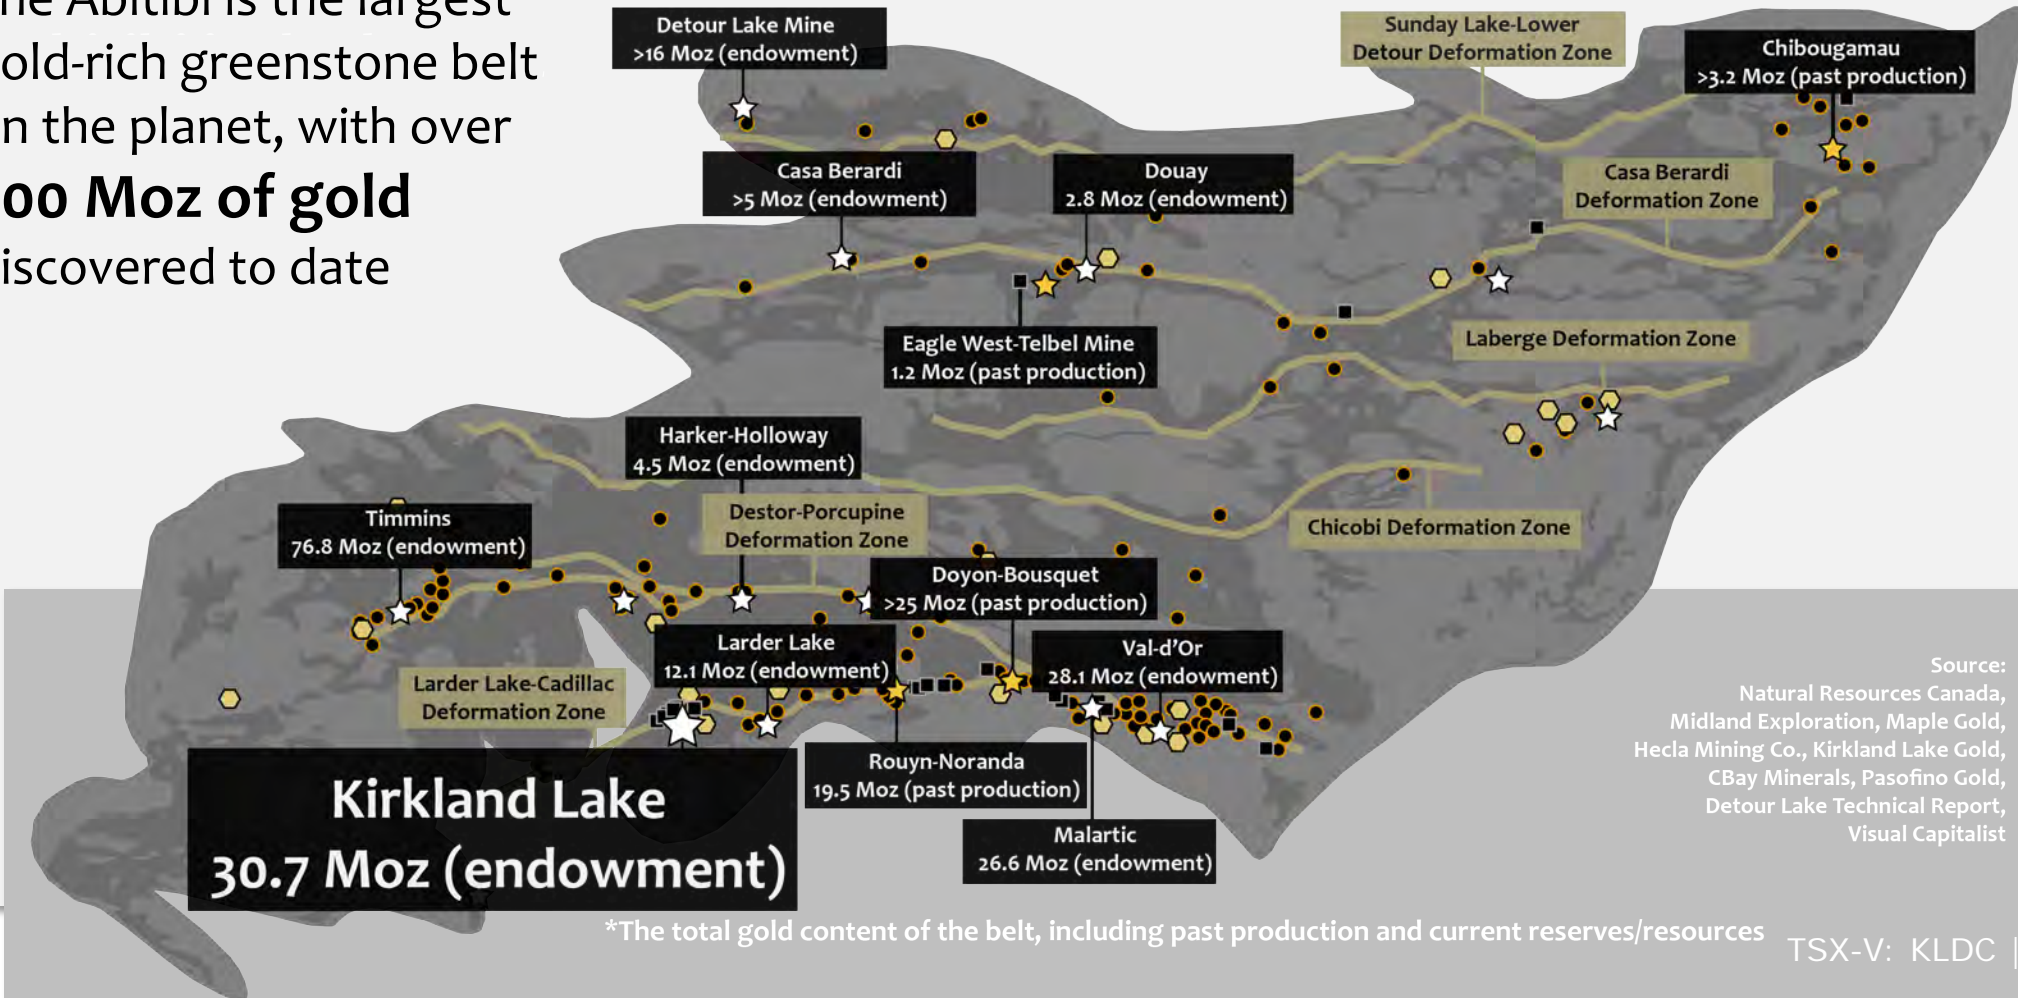 he Abitibi is the largest
old-rich greenstone belt
n the planet, with over
00 Moz of gold
iscovered to date
Detour Lake Mine
>16 Moz (endowment)
Sunday Lake-Lower
Detour Deformation Zone
Chibougamau
>3.2 Moz (past production)
Casa Berardi
>5 Moz (endowment)
Douay
2.8 Moz (endowment)
Casa Berardi
Deformation Zone
Eagle West-Telbel Mine
1.2 Moz (past production)
Laberge Deformation Zone
Harker-Holloway
4.5 Moz (endowment)
Timmins
76.8 Moz (endowment)
Destor-Porcupine
Deformation Zone
Chicobi Deformation Zone
Doyon-Bousquet
>25 Moz (past production)
Larder Lake
12.1 Moz (endowment)
Val-d'Or
28.1 Moz (endowment)
Larder Lake-Cadillac
Deformation Zone
Kirkland Lake
30.7 Moz (endowment)
Rouyn-Noranda
19.5 Moz (past production)
Malartic
26.6 Moz (endowment)
Source:
Natural Resources Canada,
Midland Exploration, Maple Gold,
Hecla Mining Co., Kirkland Lake Gold,
CBay Minerals, Pasofino Gold,
Detour Lake Technical Report,
Visual Capitalist
*The total gold content of the belt, including past production and current reserves/resources
TSX-V: KLDC |